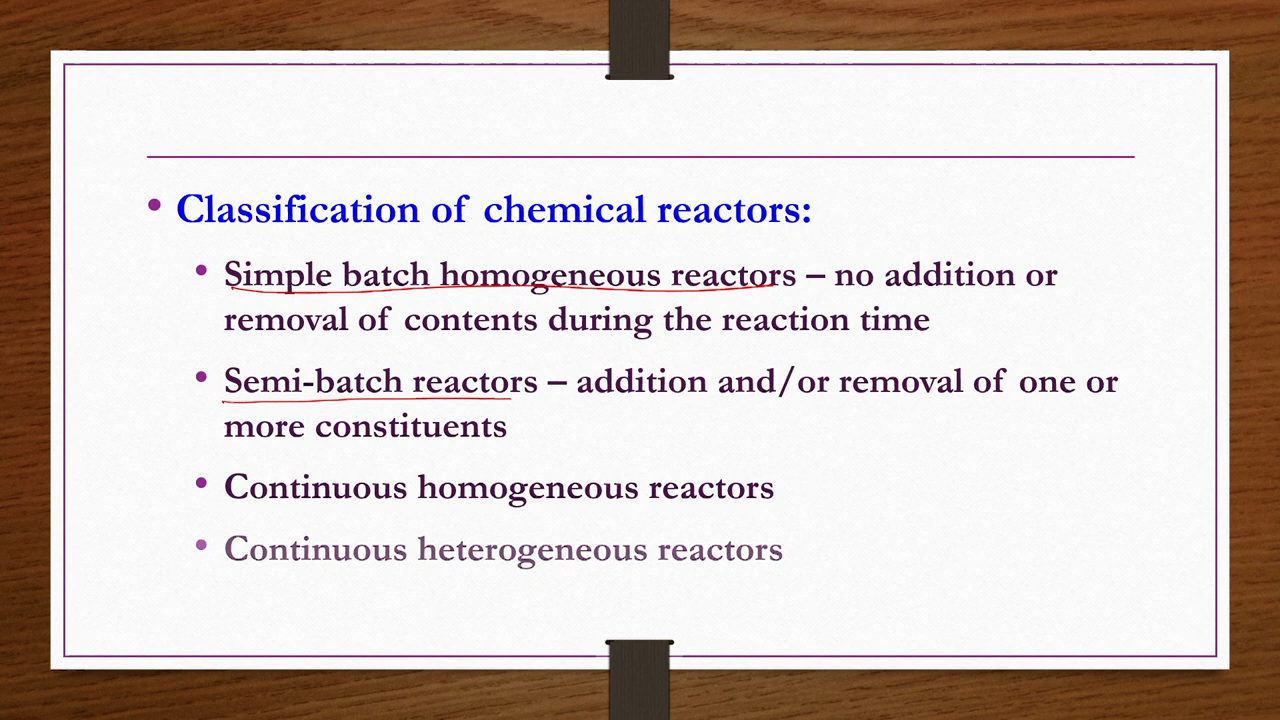 Classification of chemical reactors:
Simple batch homogeneous reactors – no addition or
removal of contents during the reaction time
Semi-batch reactors – addition and/or removal of one or
more constituents
Continuous homogeneous reactors
Continuous heterogeneous reactors